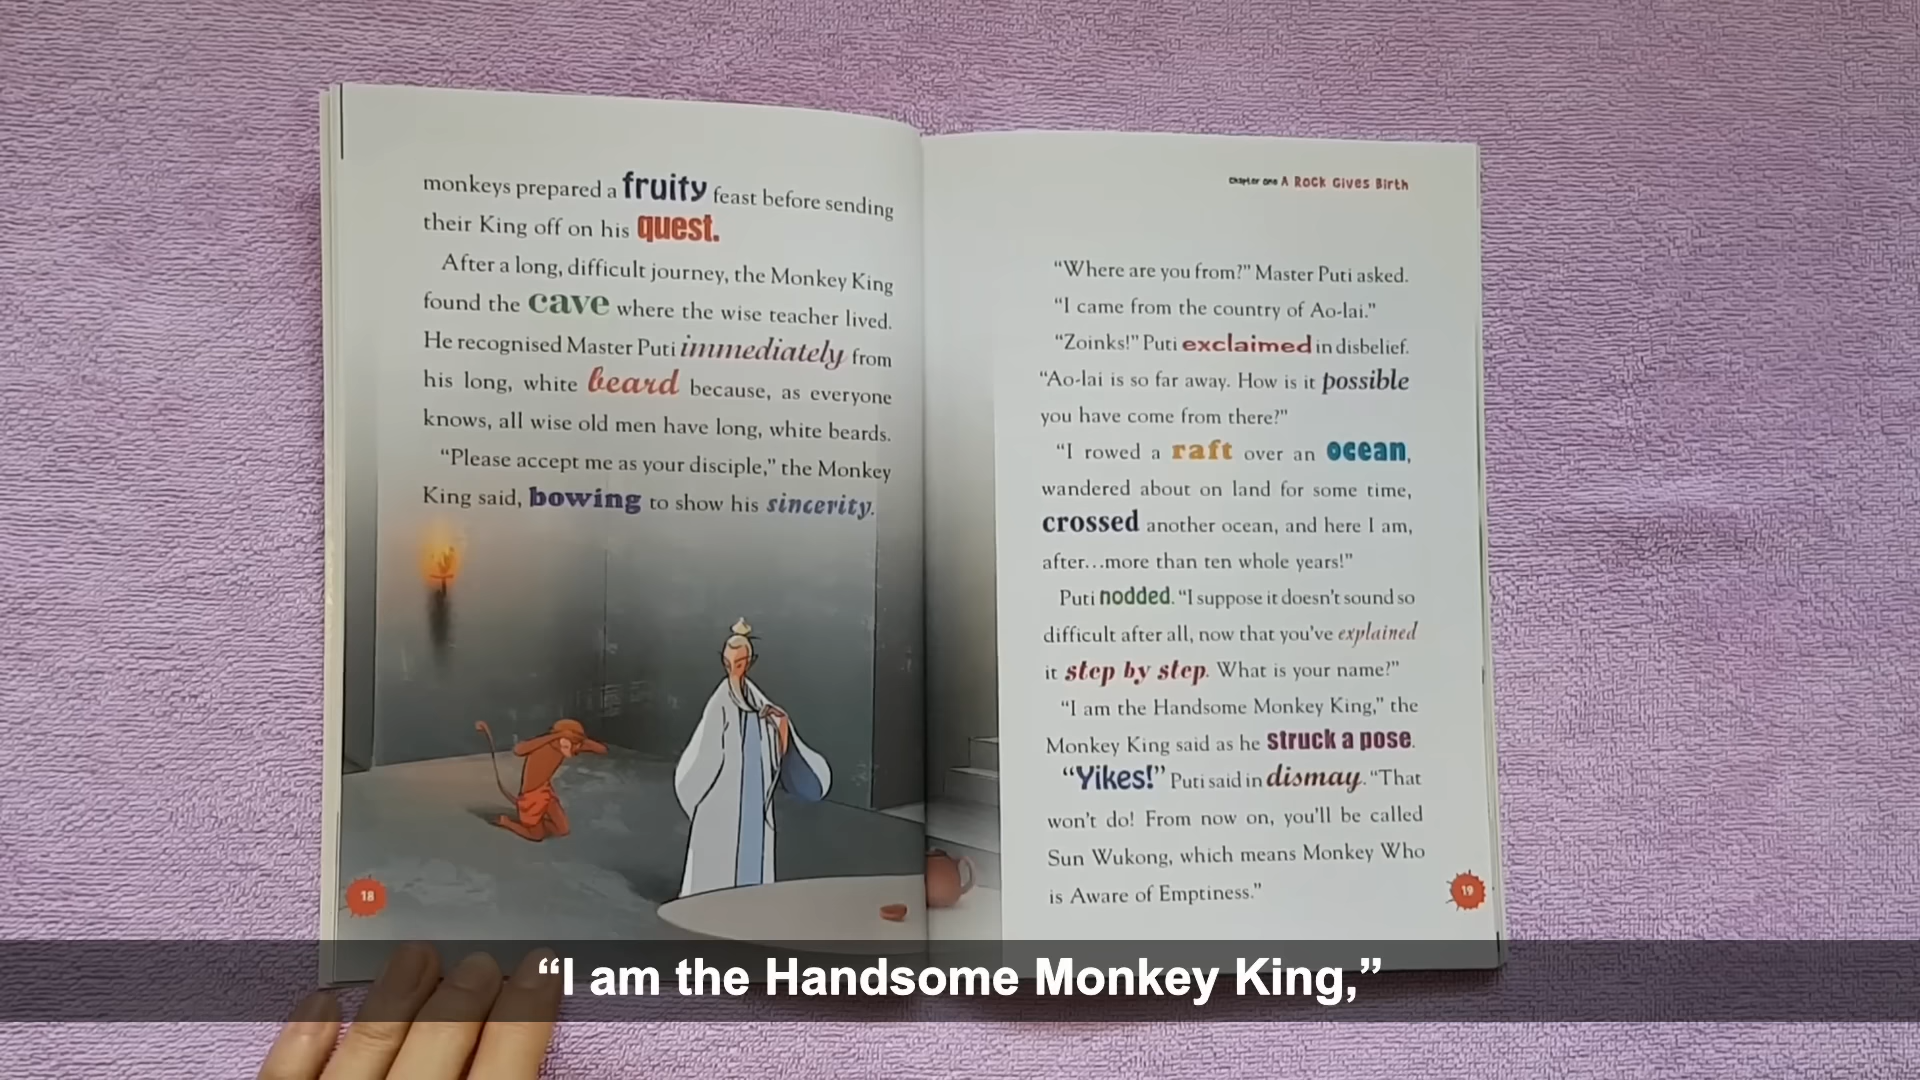 monkeys prepared a fruity feast before sending
their King off on his quest.
After a long, difficult journey, the Monkey King
found the cave where the wise teacher lived.
He recognised Master Puti immediately from
his long, white beard because, as everyone
knows, all wise old men have long, white beards.
“Please accept me as your disciple,” the Monkey
King said, bowing to show his sincerity.
18
Chapter one A Rock Gives Birth
“Where are you from?” Master Puti asked.
“I came from the country of Ao-lai.”
“Zoinks!” Puti exclaimed in disbelief.
“Ao-lai is so far away. How is it possible
you have come from there?”
“I rowed a raft over an ocean,
wandered about on land for some time,
crossed another ocean, and here I am,
after…more than ten whole years!”
Puti nodded. “I suppose it doesn’t sound so
difficult after all, now that you’ve explained
it step by step. What is your name?”
“I am the Handsome Monkey King,” the
Monkey King said as he struck a pose.
“Yikes!” Puti said in dismay. “That
won’t do! From now on, you’ll be called
Sun Wukong, which means Monkey Who
is Aware of Emptiness.”
19
“I am the Handsome Monkey King,”